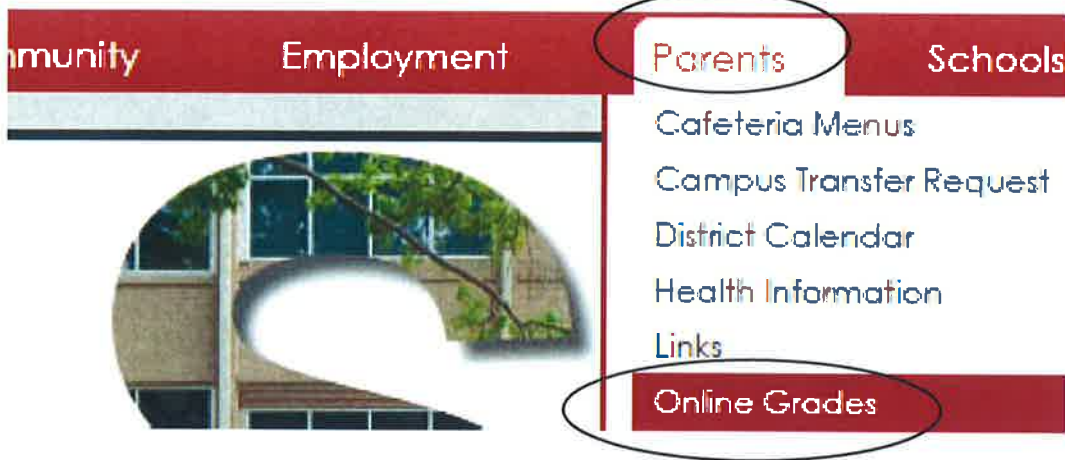 mmunity Employment Parents Schools
Cafeteria Menus
Campus Transfer Request
District Calendar
Health Information
Links
Online Grades